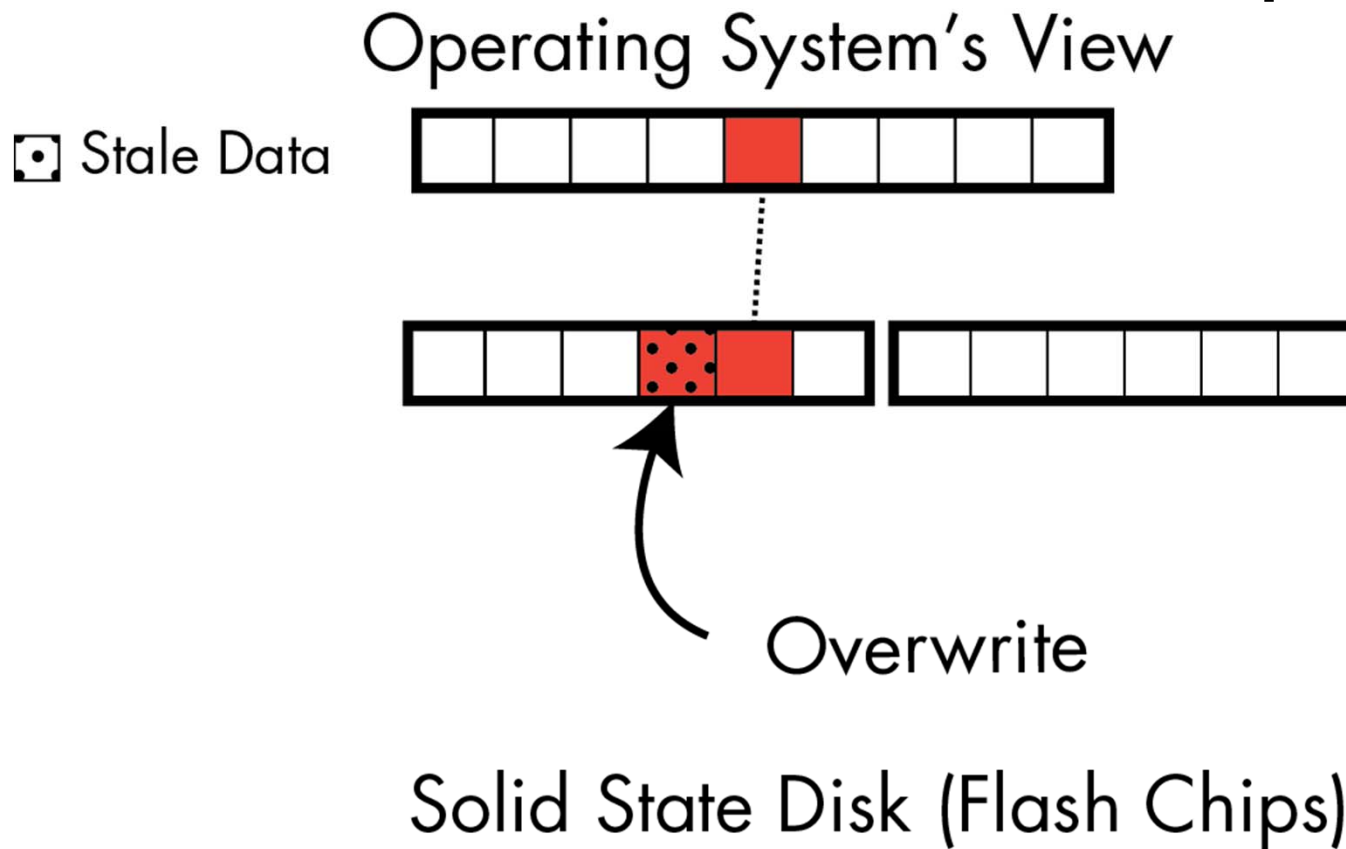 Operating System's View
Stale Data
Overwrite
Solid State Disk (Flash Chips)